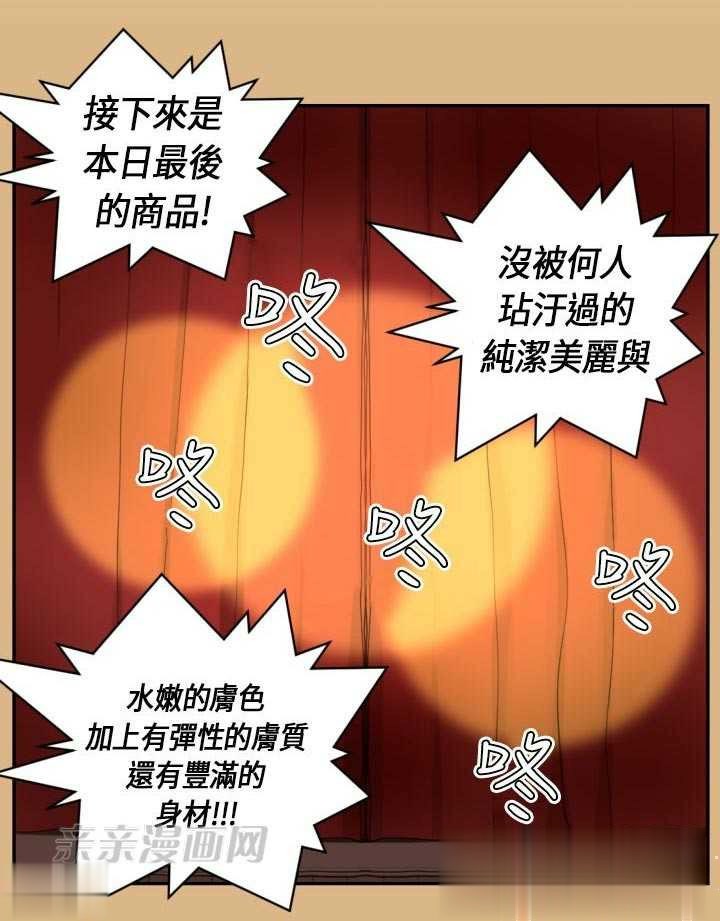 接下來是
本日最後
的商品!
沒被何人
玷汙過的
純潔美麗與
咚
咚
咚
咚
水嫩的膚色
加上有彈性的膚質
還有豐滿的
身材!!!
咚
亲亲漫画网